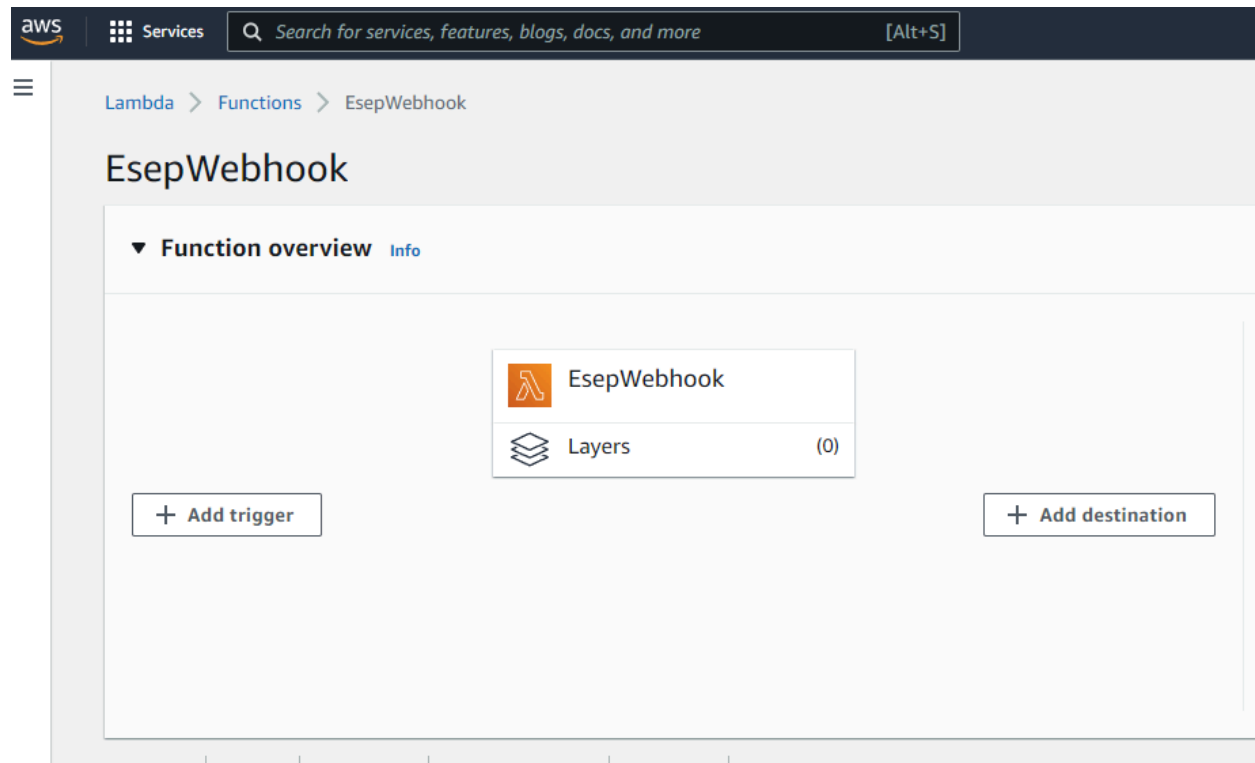 aws
Services
Search for services, features, blogs, docs, and more [Alt+S]
Lambda > Functions > EsepWebhook
EsepWebhook
Function overview Info
EsepWebhook
Layers (0)
+ Add trigger
+ Add destination